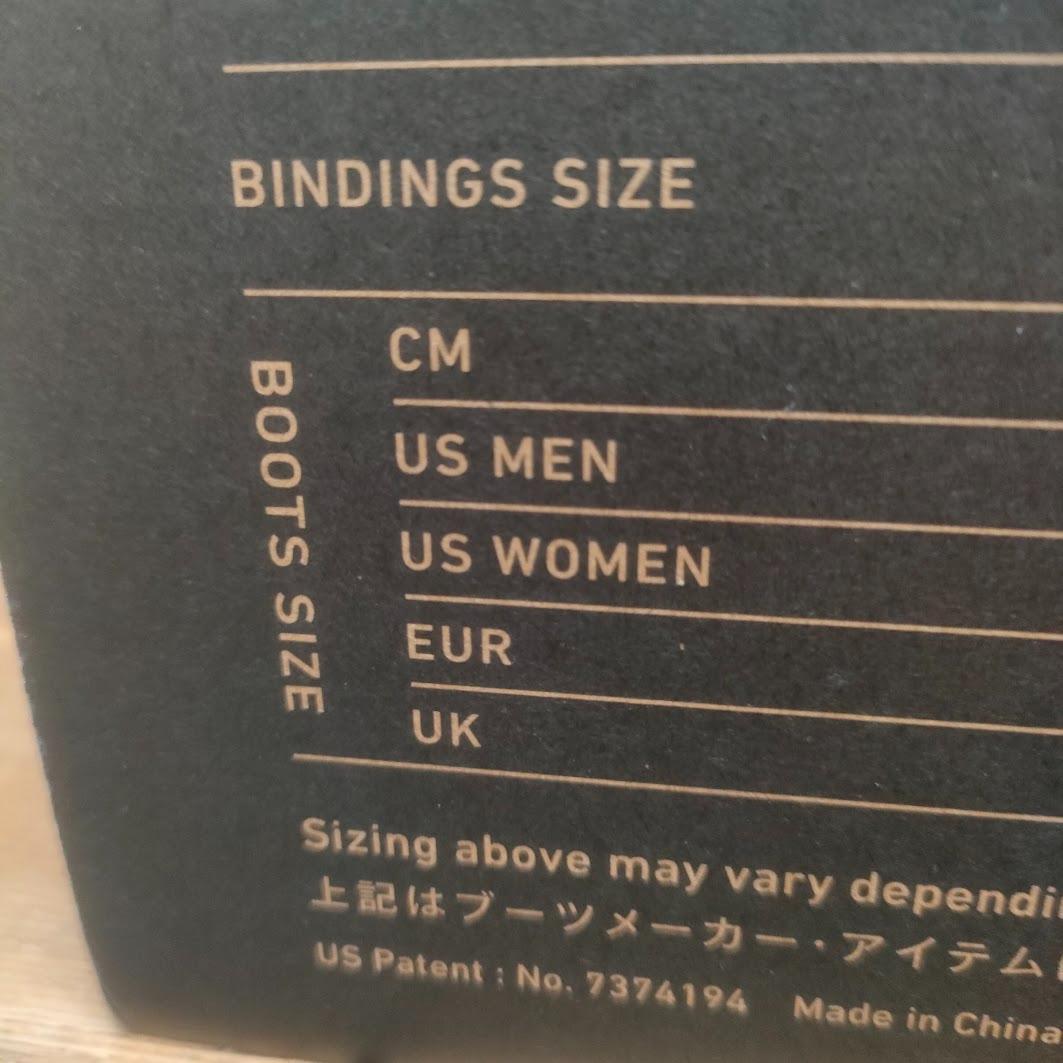 BINDINGS SIZE
BOOTS SIZE
CM
US MEN
US WOMEN
EUR
UK
Sizing above may vary
上記はブーツメーカー・アイテム
US Patent : No. 7374194 Made in China